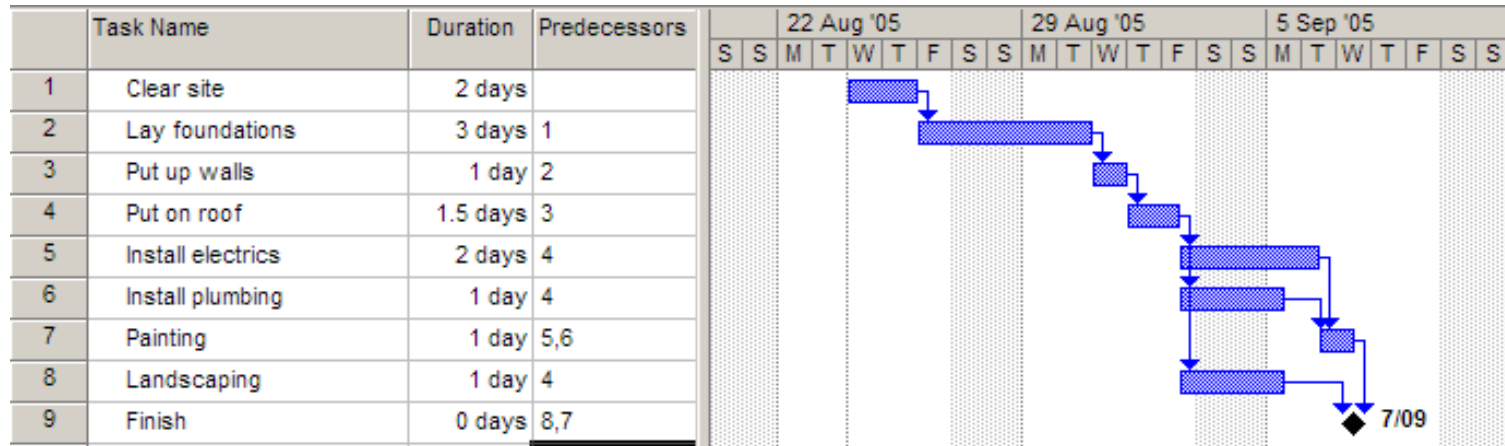 Task Name Duration Predecessors 22 Aug '05 29 Aug '05 5 Sep '05
S S M T W T F S S M T W T F S S M T W T F S S
1 Clear site 2 days
2 Lay foundations 3 days 1
3 Put up walls 1 day 2
4 Put on roof 1.5 days 3
5 Install electrics 2 days 4
6 Install plumbing 1 day 4
7 Painting 1 day 5,6
8 Landscaping 1 day 4
9 Finish 0 days 8,7 7/09